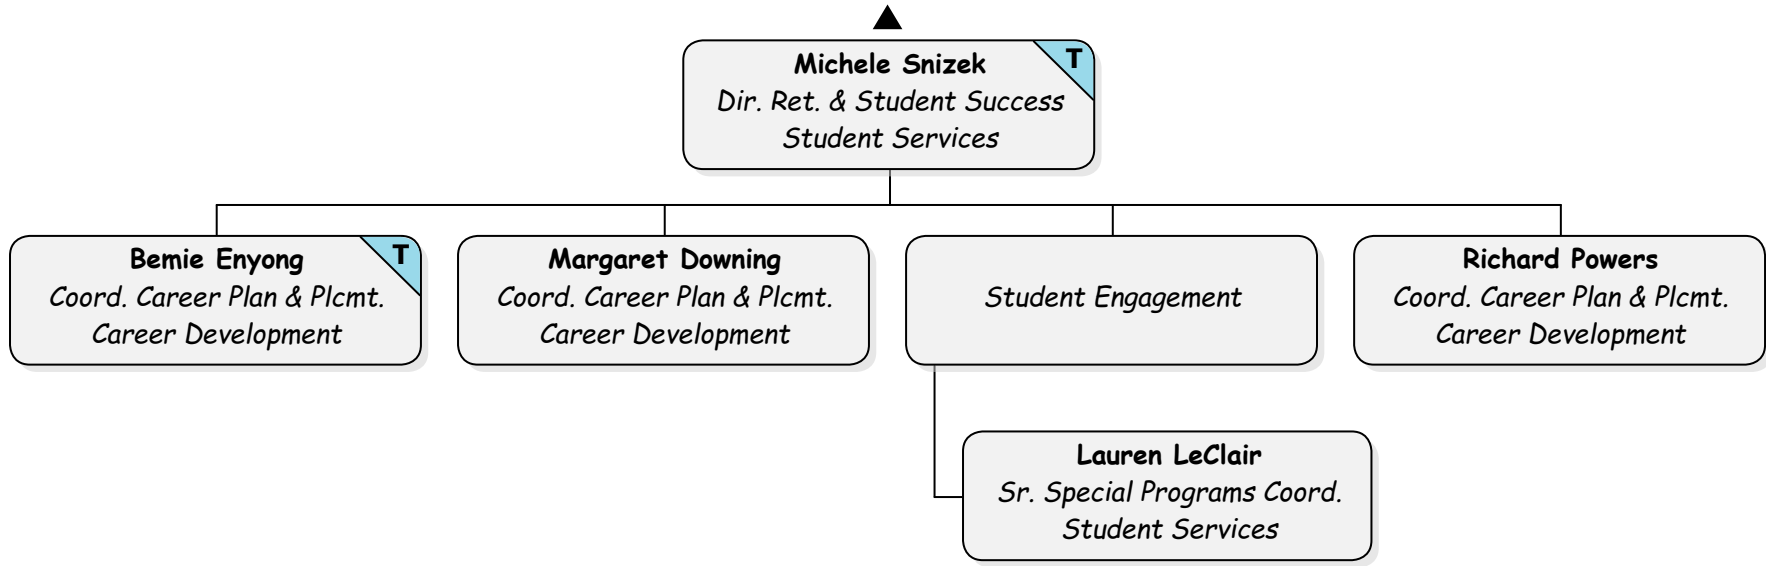 Michele Snizek
T
Dir. Ret. & Student Success
Student Services
Bemie Enyong
T
Coord. Career Plan & Plcmt.
Career Development
Margaret Downing
Coord. Career Plan & Plcmt.
Career Development
Student Engagement
Richard Powers
Coord. Career Plan & Plcmt.
Career Development
Lauren LeClair
Sr. Special Programs Coord.
Student Services